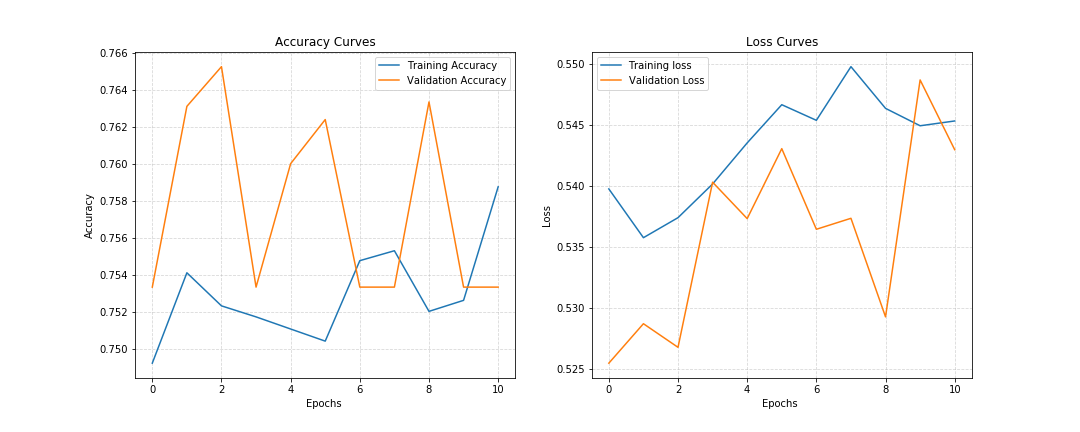 Accuracy Curves
Training Accuracy
Validation Accuracy
0.766
0.764
0.762
0.760
0.758
0.756
0.754
0.752
0.750
Accuracy
0 2 4 6 8 10
Epochs
Loss Curves
Training loss
Validation Loss
0.550
0.545
0.540
0.535
0.530
0.525
Loss
0 2 4 6 8 10
Epochs